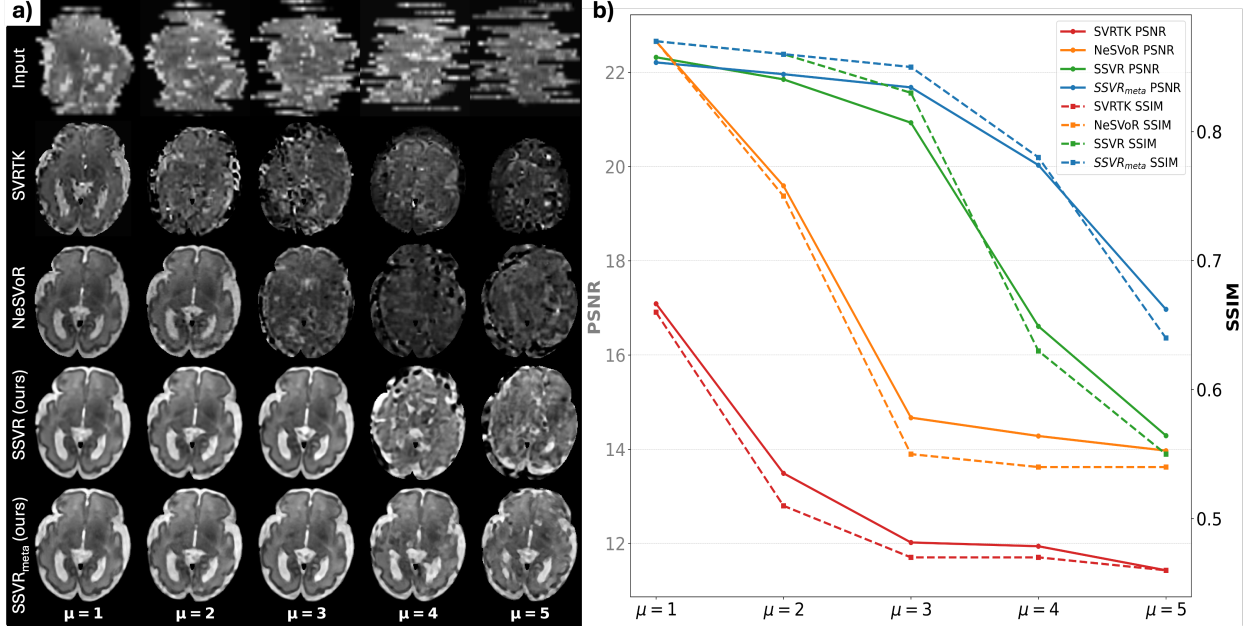 a)
Input
SVRTK
NeSVoR
SSVR (ours)
SSVR_meta (ours)
μ = 1
μ = 2
μ = 3
μ = 4
μ = 5
b)
PSNR
22
20
18
16
14
12
SVRTK PSNR
NeSVoR PSNR
SSVR PSNR
SSVR_meta PSNR
SVRTK SSIM
NeSVoR SSIM
SSVR SSIM
SSVR_meta SSIM
0.8
0.7
0.6
0.5
SSIM
μ = 1
μ = 2
μ = 3
μ = 4
μ = 5